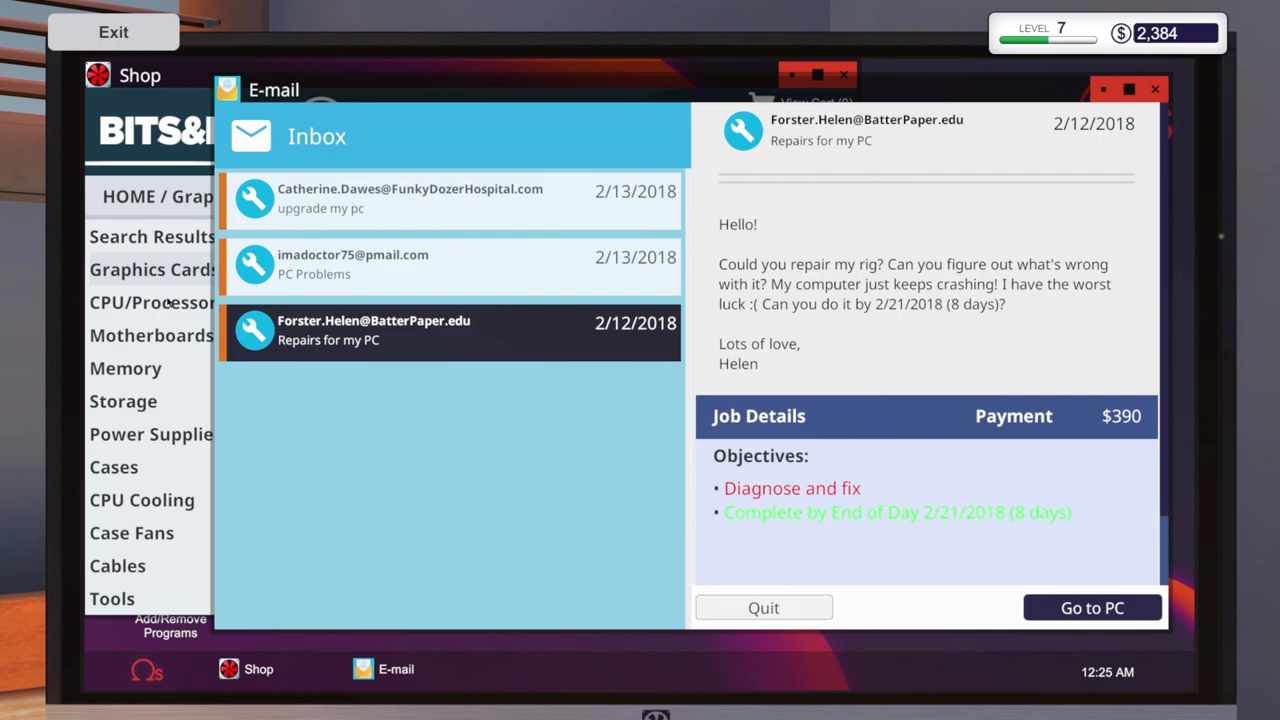 Exit
LEVEL 7
$ 2,384
Shop
E-mail
View Cart (0)
BITS&
Inbox
Forster.Helen@BatterPaper.edu 2/12/2018
Repairs for my PC
HOME / Grap
Search Results
Graphics Cards
CPU/Processor
Motherboards
Memory
Storage
Power Supplie
Cases
CPU Cooling
Case Fans
Cables
Tools
Catherine.Dawes@FunkyDozerHospital.com 2/13/2018
upgrade my pc
imadoctor75@pmail.com 2/13/2018
PC Problems
Forster.Helen@BatterPaper.edu 2/12/2018
Repairs for my PC
Hello!
Could you repair my rig? Can you figure out what's wrong
with it? My computer just keeps crashing! I have the worst
luck :( Can you do it by 2/21/2018 (8 days)?
Lots of love,
Helen
Job Details Payment $390
Objectives:
• Diagnose and fix
• Complete by End of Day 2/21/2018 (8 days)
Quit
Go to PC
Add/Remove
Programs
Ωs
Shop
E-mail
12:25 AM